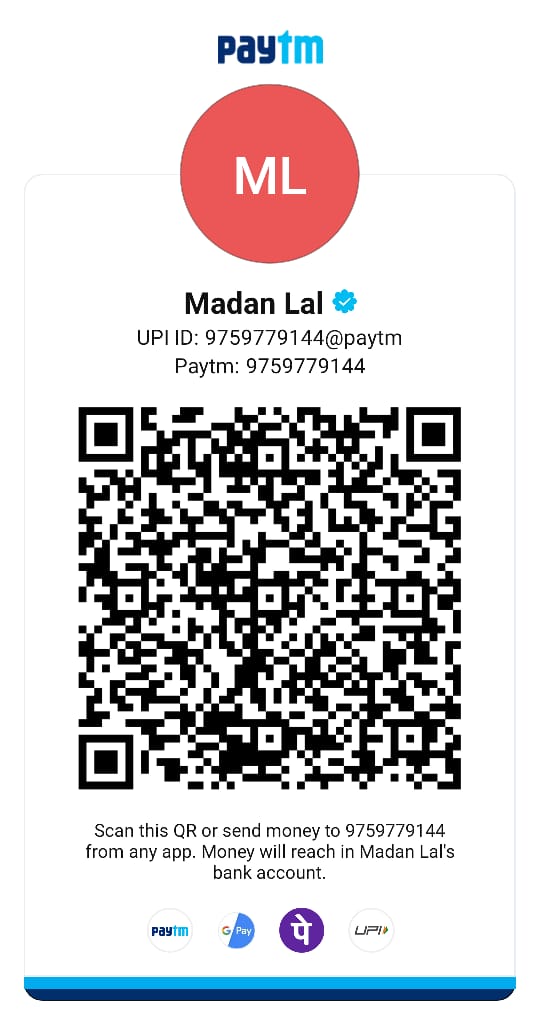 paytm
ML
Madan Lal
UPI ID: 9759779144@paytm
Paytm: 9759779144
Scan this QR or send money to 9759779144
from any app. Money will reach in Madan Lal's
bank account.
paytm G Pay पे UPI